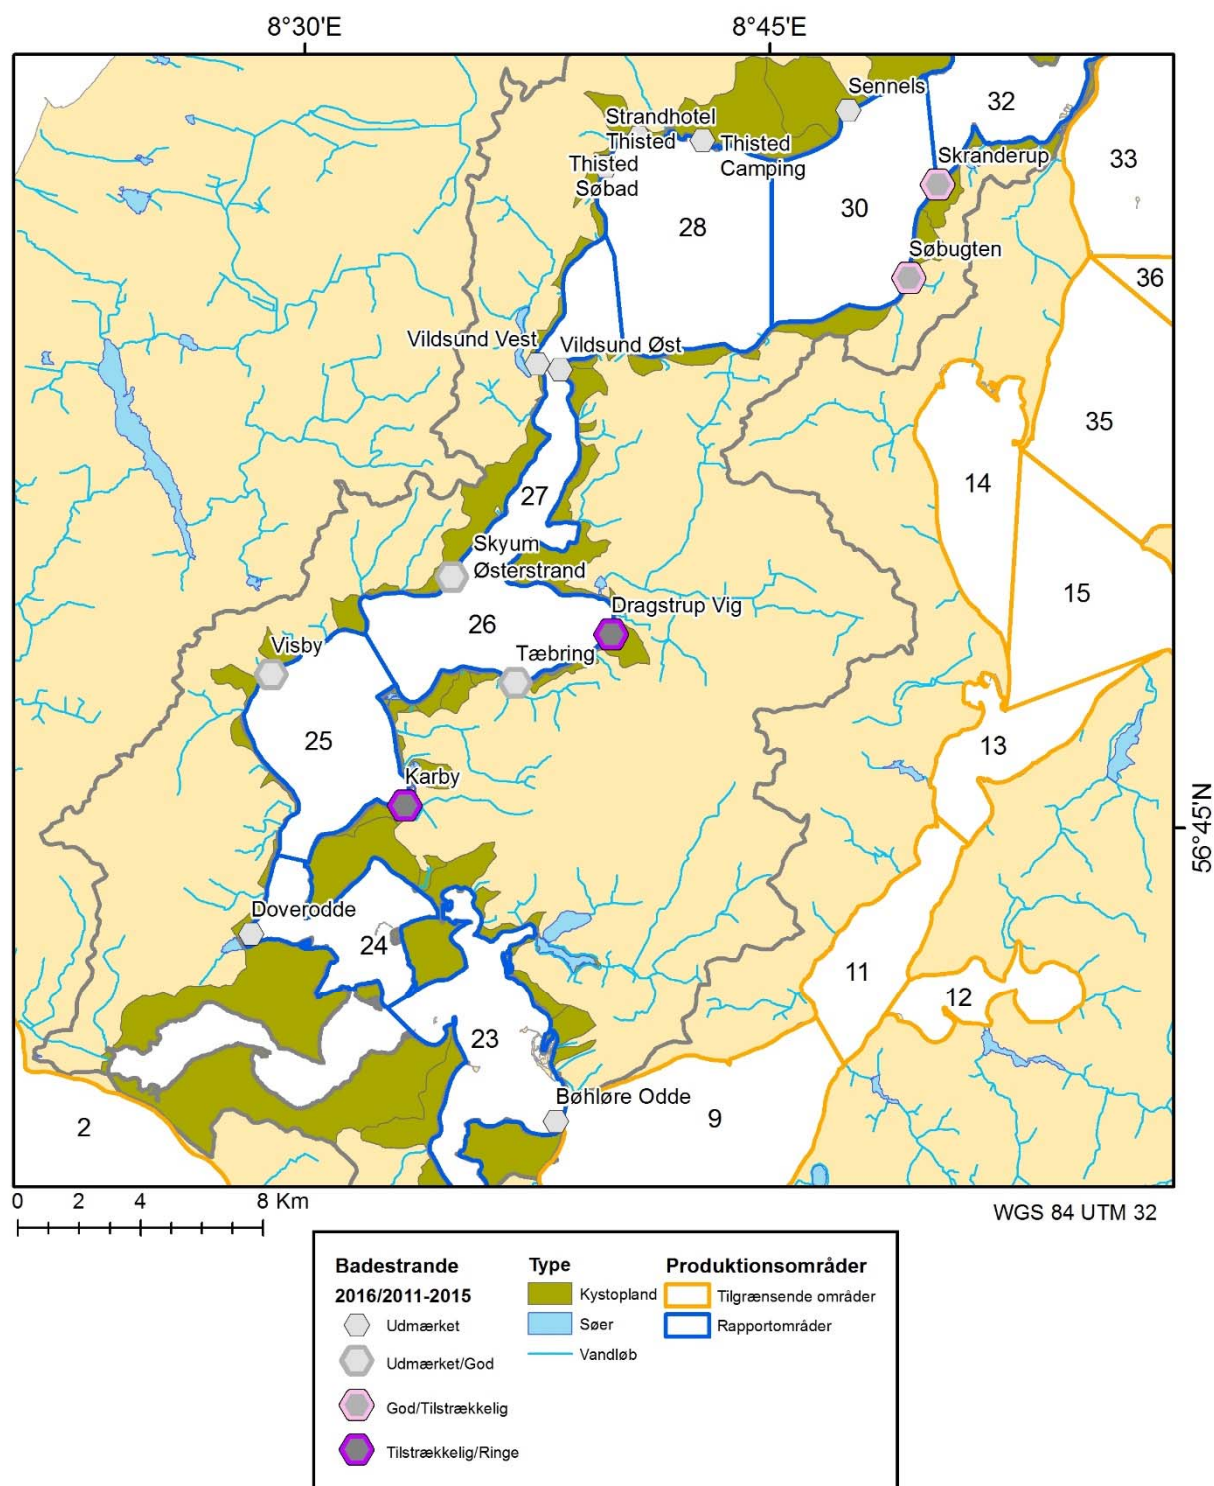 8°30'E
8°45'E
Sennels
32
Strandhotel
Thisted
Thisted
Camping
33
Skranderup
Thisted
Søbad
28
30
Søbugten
36
Vildsund Vest
Vildsund Øst
35
14
27
Skyum
Østerstrand
15
Dragstrup Vig
26
Visby
Tæbring
25
13
Karby
56°45'N
Doverodde
24
11
12
23
Bøhløre Odde
9
2
0 2 4 8 Km
WGS 84 UTM 32
Badestrande
2016/2011-2015
Udmærket
Udmærket/God
God/Tilstrækkelig
Tilstrækkelig/Ringe
Type
Kystopland
Søer
Vandløb
Produktionsområder
Tilgrænsende områder
Rapportområder